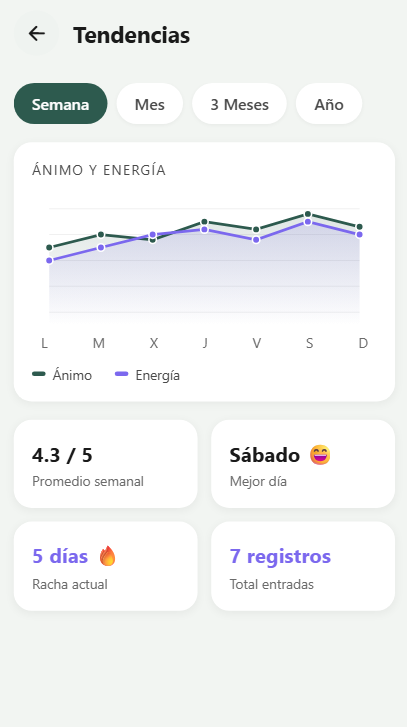 Tendencias
Semana Mes 3 Meses Año
ÁNIMO Y ENERGÍA
L M X J V S D
Ánimo Energía
4.3 / 5
Promedio semanal
Sábado 😄
Mejor día
5 días 🔥
Racha actual
7 registros
Total entradas